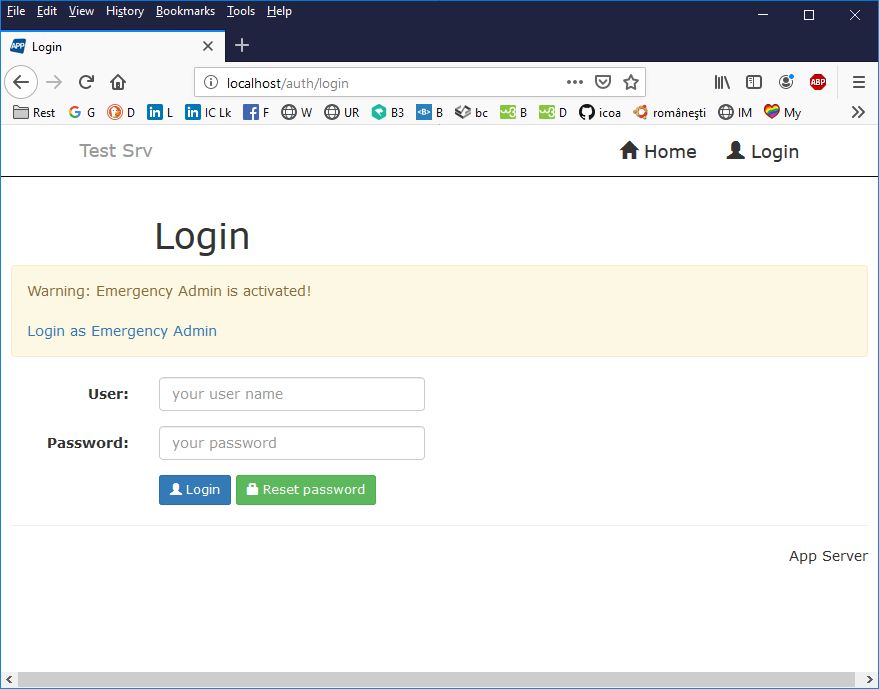 File Edit View History Bookmarks Tools Help
APP Login
localhost/auth/login
ABP
Rest G D L IC Lk F W UR B3 B bc B D icoa românești IM My
Test Srv Home Login
Login
Warning: Emergency Admin is activated!
Login as Emergency Admin
User: your user name
Password: your password
Login Reset password
App Server